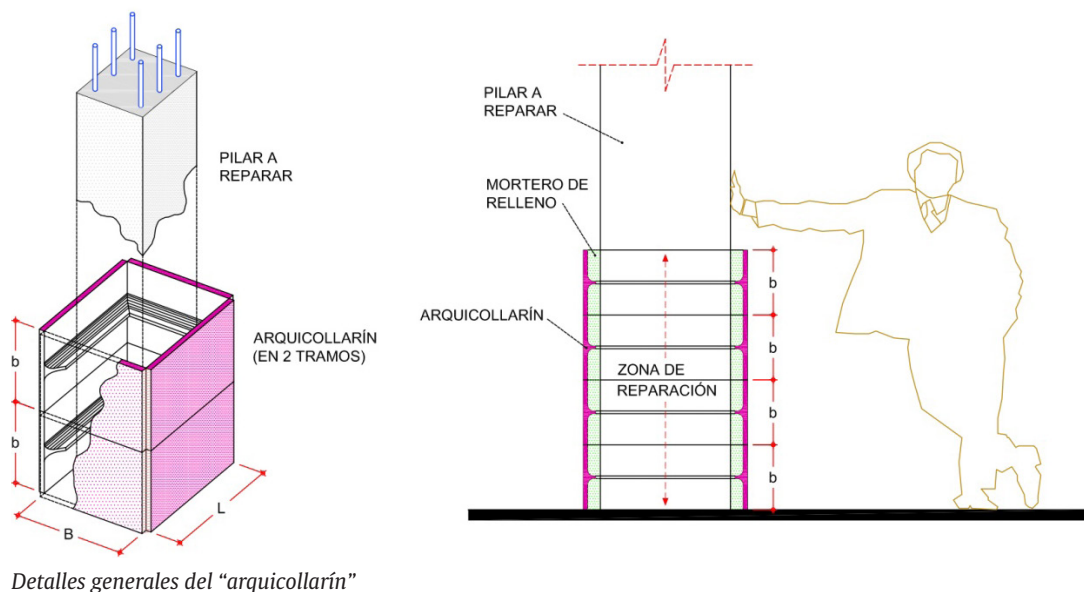 PILAR A
REPARAR
ARQUICOLLARÍN
(EN 2 TRAMOS)
b
b
B
L
PILAR A
REPARAR
MORTERO DE
RELLENO
ARQUICOLLARÍN
ZONA DE
REPARACIÓN
b
b
b
b
Detalles generales del “arquicollarín”